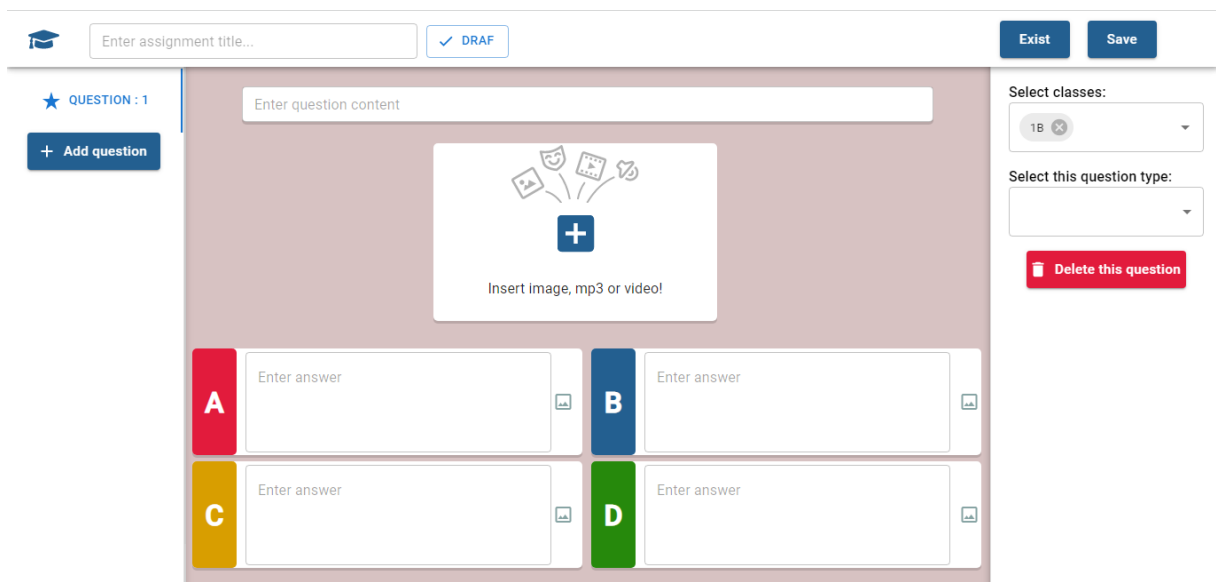 Enter assignment title...
DRAF
Exist
Save
QUESTION : 1
Add question
Enter question content
Insert image, mp3 or video!
A
Enter answer
B
Enter answer
C
Enter answer
D
Enter answer
Select classes:
1B
Select this question type:
Delete this question